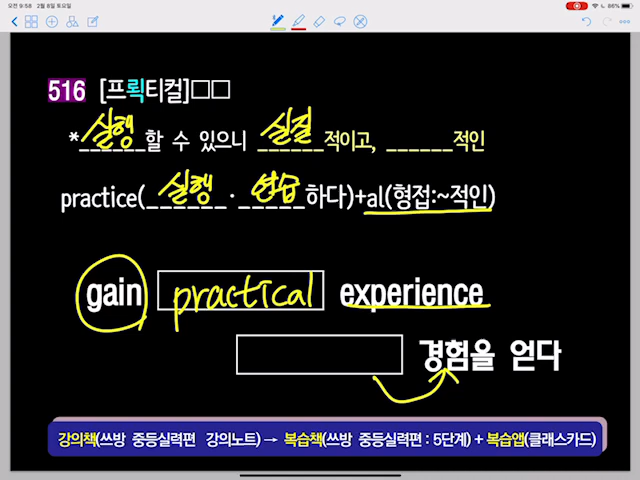 오전 9:58 2월 8일 토요일 86%
516 [프뢱티컬]□□
*실행할 수 있으니 실질적이고, ______적인
practice(실행·연습하다)+al(형접:~적인)
gain practical experience
경험을 얻다
강의책(쓰방 중등실력편 강의노트) → 복습책(쓰방 중등실력편 : 5단계) + 복습앱(클래스카드)